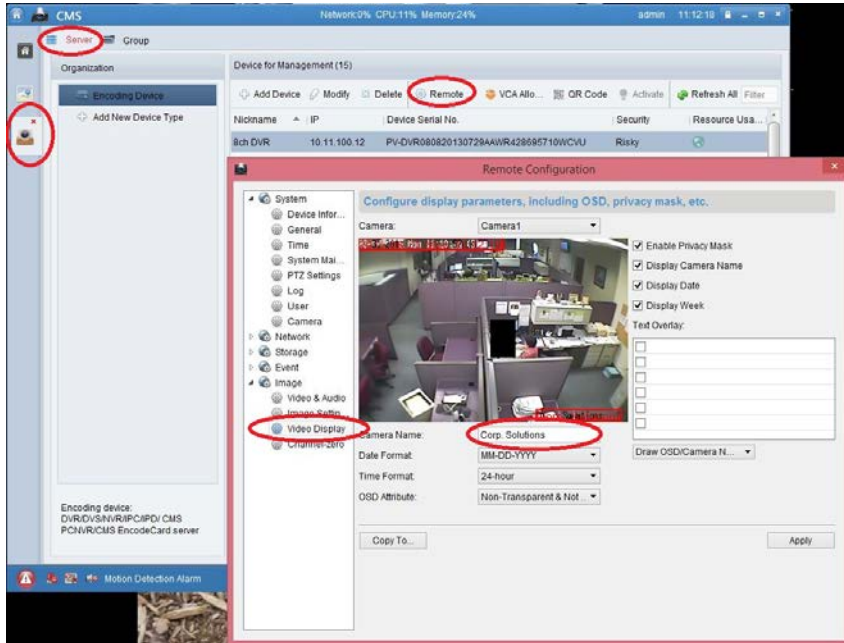 CMS
Network:0% CPU:11% Memory:24%
admin 11:12:18
Server Group
Organization
Encoding Device
Add New Device Type
Encoding device:
DVR/DVS/NVR/IPC/IPD/ CMS
PCNVR/CMS EncodeCard server
Device for Management (15)
Add Device Modify Delete Remote VCA Allo... QR Code Activate Refresh All Filter
Nickname IP Device Serial No. Security Resource Usa...
8ch DVR 10.11.100.12 PV-DVR080820130729AAWR428695710WCVU Risky
Remote Configuration
System
Device Infor...
General
Time
System Mai...
PTZ Settings
Log
User
Camera
Network
Storage
Event
Image
Video & Audio
Image Settin...
Video Display
Channel-zero
Configure display parameters, including OSD, privacy mask, etc.
Camera: Camera1
Enable Privacy Mask
Display Camera Name
Display Date
Display Week
Text Overlay:
Camera Name: Corp. Solutions
Date Format: MM-DD-YYYY
Time Format: 24-hour
OSD Attribute: Non-Transparent & Not ...
Draw OSD/Camera N...
Copy To...
Apply
Motion Detection Alarm